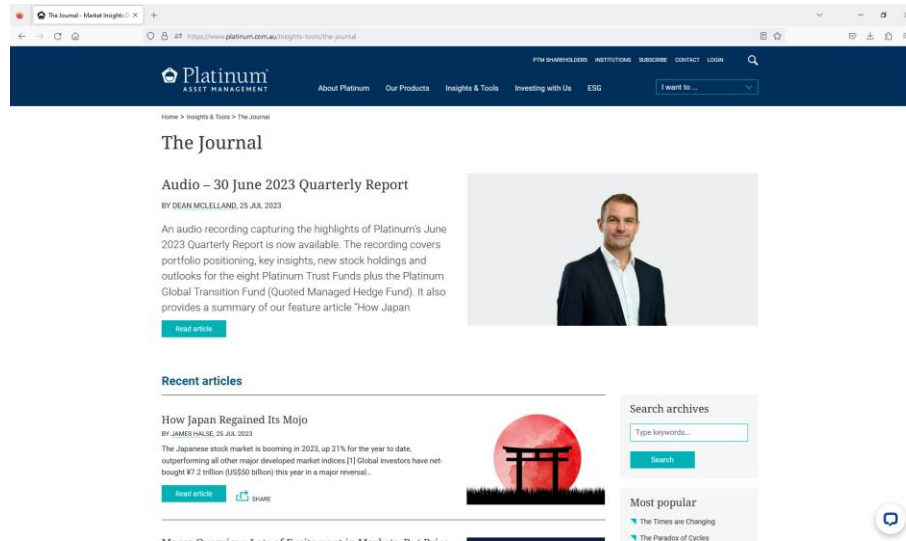 The Journal - Market Insights
https://www.platinum.com.au/insights-tools/the-journal
PTM SHAREHOLDERS INSTITUTIONS SUBSCRIBE CONTACT LOGIN
Platinum
ASSET MANAGEMENT
About Platinum Our Products Insights & Tools Investing with Us ESG
I want to ...
Home > Insights & Tools > The Journal
The Journal
Audio – 30 June 2023 Quarterly Report
BY DEAN MCLELLAND, 25 JUL 2023
An audio recording capturing the highlights of Platinum's June
2023 Quarterly Report is now available. The recording covers
portfolio positioning, key insights, new stock holdings and
outlooks for the eight Platinum Trust Funds plus the Platinum
Global Transition Fund (Quoted Managed Hedge Fund). It also
provides a summary of our feature article "How Japan
Read article
Recent articles
How Japan Regained Its Mojo
BY JAMES HALSE, 25 JUL 2023
The Japanese stock market is booming in 2023, up 21% for the year to date,
outperforming all other major developed market indices.[1] Global investors have net-
bought ¥7.2 trillion (US$50 billion) this year in a major reversal...
Read article
SHARE
Search archives
Type keywords...
Search
Most popular
The Times are Changing
The Paradox of Cycles